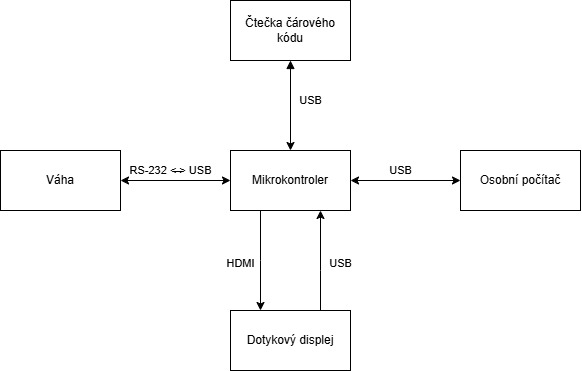 Čtečka čárového
kódu
USB
RS-232 <-> USB
USB
Váha
Mikrokontroler
Osobní počítač
HDMI
USB
Dotykový displej